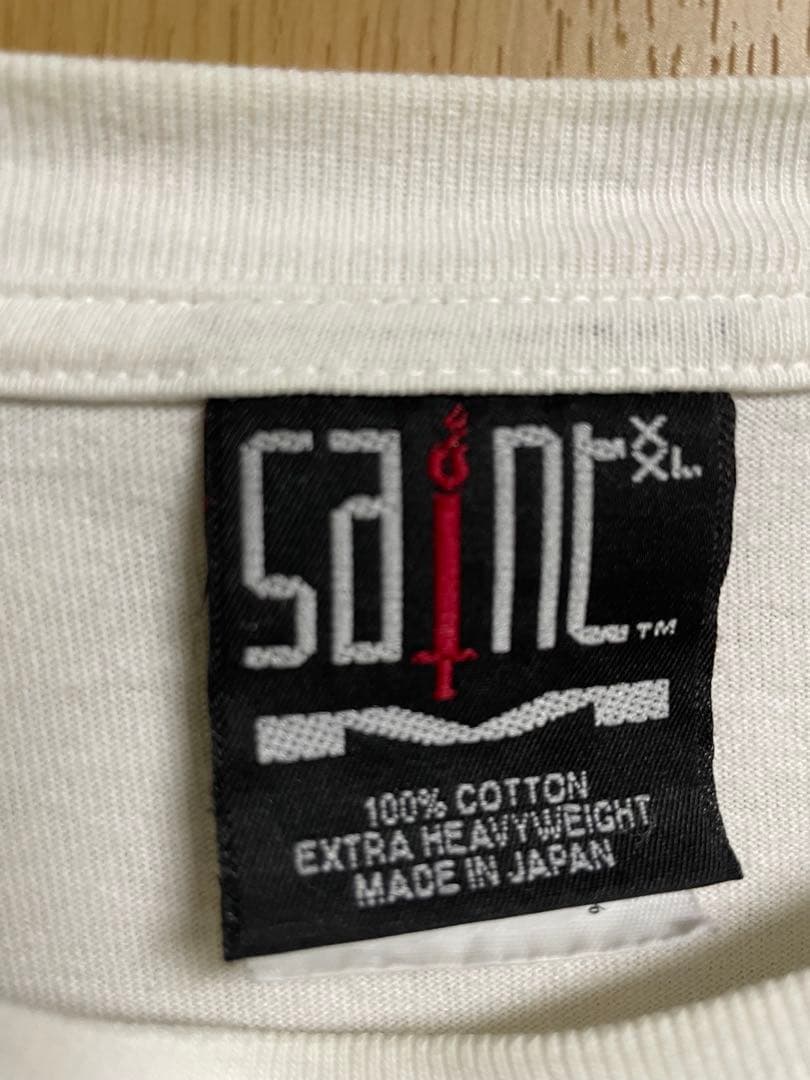 saint XXL
TM
100% COTTON
EXTRA HEAVYWEIGHT
MADE IN JAPAN